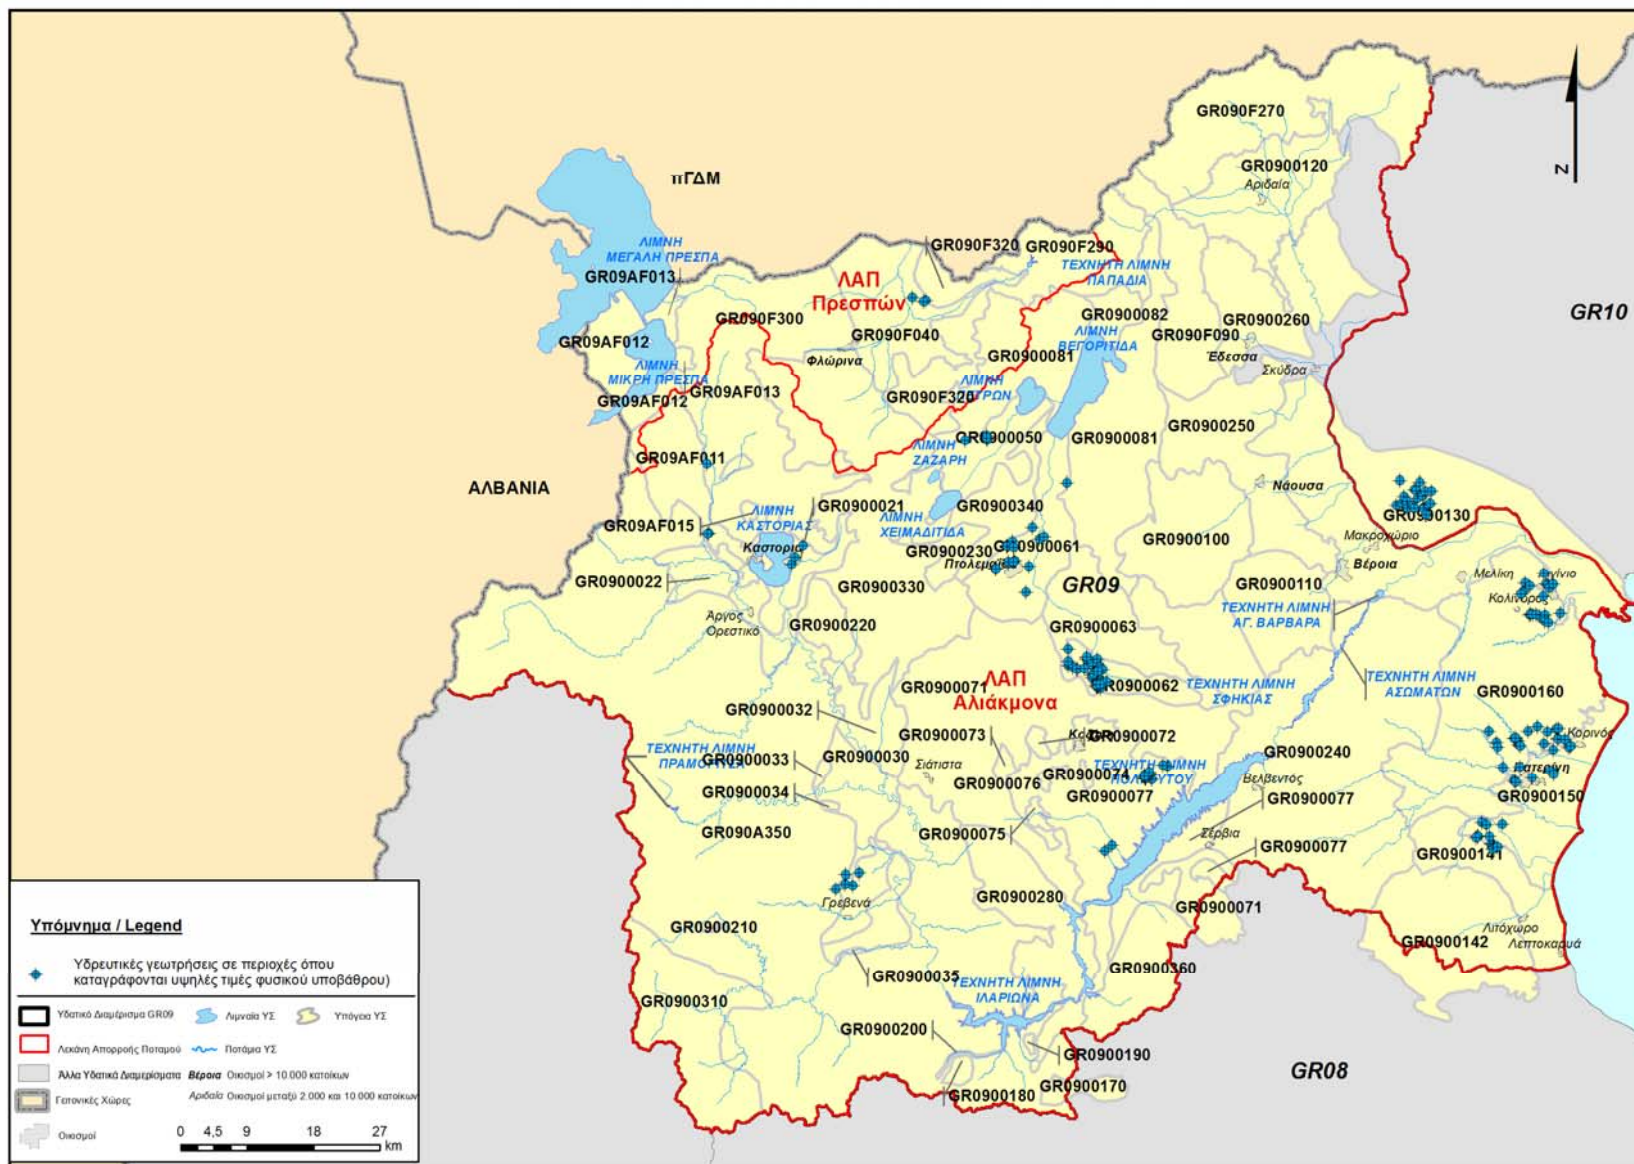 GR090F270
GR0900120
Αριδαία
Z
πΓΔΜ
ΛΙΜΝΗ
ΜΕΓΑΛΗ ΠΡΕΣΠΑ
GR09AF013
GR090F320
GR090F290
ΤΕΧΝΗΤΗ ΛΙΜΝΗ
ΠΑΠΑΔΙΑ
ΛΑΠ
Πρεσπών
GR090F300
GR090F040
GR0900082
ΛΙΜΝΗ
ΒΕΓΟΡΙΤΙΔΑ
GR0900260
GR090F090
Έδεσσα
Σκύδρα
GR10
GR09AF012
ΛΙΜΝΗ
ΜΙΚΡΗ ΠΡΕΣΠΑ
Φλώρινα
GR0900081
GR09AF013
GR09AF012
GR090F320
ΛΙΜΝΗ
GR0900250
GR0900081
GR09AF011
ΛΙΜΝΗ
ΖΑΖΑΡΗ
ΑΛΒΑΝΙΑ
Νάουσα
GR0900021
GR0900340
GR0900130
GR09AF015
ΛΙΜΝΗ
ΚΑΣΤΟΡΙΑΣ
ΛΙΜΝΗ
ΧΕΙΜΑΔΙΤΙΔΑ
Καστοριά
GR0900230
GR0900100
Μακροχώριο
Βέροια
GR0900022
GR0900330
GR09
GR0900110
Μελίκη
ΤΕΧΝΗΤΗ ΛΙΜΝΗ
ΑΓ. ΒΑΡΒΑΡΑ
Άργος
Ορεστικό
GR0900220
GR0900063
GR0900071
ΛΑΠ
Αλιάκμονα
GR0900062
ΤΕΧΝΗΤΗ ΛΙΜΝΗ
ΣΦΗΚΙΑΣ
ΤΕΧΝΗΤΗ ΛΙΜΝΗ
ΑΣΩΜΑΤΩΝ
GR0900160
GR0900032
GR0900073
GR0900072
Κορινός
ΤΕΧΝΗΤΗ ΛΙΜΝΗ
GR0900033
GR0900030
Σιάτιστα
GR0900240
ΤΕΧΝΗΤΗ ΛΙΜΝΗ
GR0900074
GR0900076
Βελβεντός
Κατερίνη
GR0900034
GR0900077
GR0900077
GR0900150
GR090A350
GR0900075
Σέρβια
GR0900077
GR0900141
Γρεβενά
GR0900280
GR0900071
GR0900210
Λιτόχωρο
GR0900142
Λεπτοκαρυά
GR0900035
GR0900360
ΤΕΧΝΗΤΗ ΛΙΜΝΗ
ΙΛΑΡΙΩΝΑ
GR0900310
GR0900200
GR0900190
GR0900170
GR0900180
GR08
Υπόμνημα / Legend
Υδρευτικές γεωτρήσεις σε περιοχές όπου
καταγράφονται υψηλές τιμές φυσικού υποβάθρου)
Υδατικό Διαμέρισμα GR09
Λιμναία ΥΣ
Υπόγεια ΥΣ
Λεκάνη Απορροής Ποταμού
Ποτάμια ΥΣ
Άλλα Υδατικά Διαμερίσματα
Βέροια Οικισμοί > 10.000 κατοίκων
Γειτονικές Χώρες
Αριδαία Οικισμοί μεταξύ 2.000 και 10.000 κατοίκων
Οικισμοί
0 4,5 9 18 27
km